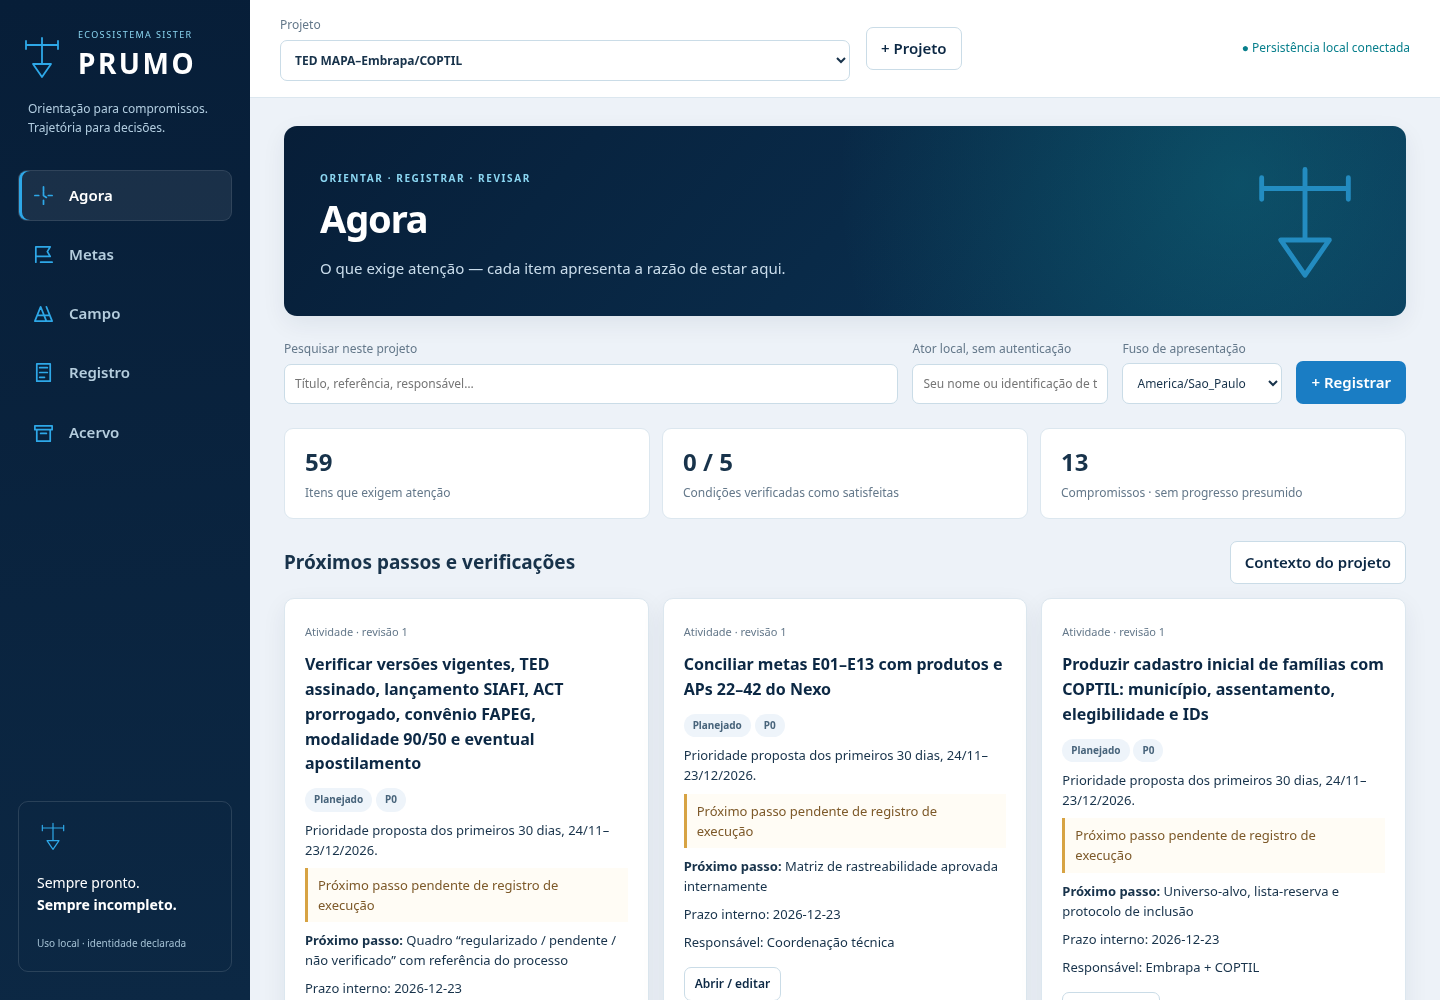 ECOSSISTEMA SISTER
PRUMO
Orientação para compromissos.
Trajetória para decisões.
Agora
Metas
Campo
Registro
Acervo
Sempre pronto.
Sempre incompleto.
Uso local · identidade declarada
Projeto
TED MAPA–Embrapa/COPTIL
+ Projeto
● Persistência local conectada
ORIENTAR · REGISTRAR · REVISAR
Agora
O que exige atenção — cada item apresenta a razão de estar aqui.
Pesquisar neste projeto
Título, referência, responsável…
Ator local, sem autenticação
Seu nome ou identificação de t
Fuso de apresentação
America/Sao_Paulo
+ Registrar
59
Itens que exigem atenção
0 / 5
Condições verificadas como satisfeitas
13
Compromissos · sem progresso presumido
Próximos passos e verificações
Contexto do projeto
Atividade · revisão 1
Verificar versões vigentes, TED
assinado, lançamento SIAFI, ACT
prorrogado, convênio FAPEG,
modalidade 90/50 e eventual
apostilamento
Planejado P0
Prioridade proposta dos primeiros 30 dias, 24/11–
23/12/2026.
Próximo passo pendente de registro de
execução
Próximo passo: Quadro “regularizado / pendente /
não verificado” com referência do processo
Prazo interno: 2026-12-23
Atividade · revisão 1
Conciliar metas E01–E13 com produtos e
APs 22–42 do Nexo
Planejado P0
Prioridade proposta dos primeiros 30 dias, 24/11–
23/12/2026.
Próximo passo pendente de registro de
execução
Próximo passo: Matriz de rastreabilidade aprovada
internamente
Prazo interno: 2026-12-23
Responsável: Coordenação técnica
Abrir / editar
Atividade · revisão 1
Produzir cadastro inicial de famílias com
COPTIL: município, assentamento,
elegibilidade e IDs
Planejado P0
Prioridade proposta dos primeiros 30 dias, 24/11–
23/12/2026.
Próximo passo pendente de registro de
execução
Próximo passo: Universo-alvo, lista-reserva e
protocolo de inclusão
Prazo interno: 2026-12-23
Responsável: Embrapa + COPTIL